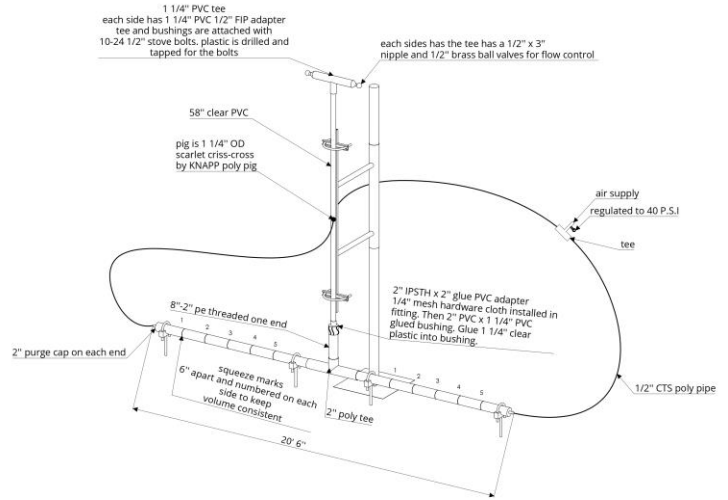 1 1/4" PVC tee
each side has 1 1/4" PVC 1/2" FIP adapter
tee and bushings are attached with
10-24 1/2" stove bolts. plastic is drilled and
tapped for the bolts
each sides has the tee has a 1/2" x 3"
nipple and 1/2" brass ball valves for flow control
58" clear PVC
pig is 1 1/4" OD
scarlet criss-cross
by KNAPP poly pig
air supply
regulated to 40 P.S.I
tee
2" IPSTH x 2" glue PVC adapter
1/4" mesh hardware cloth installed in
fitting. Then 2" PVC x 1 1/4" PVC
glued bushing. Glue 1 1/4" clear
plastic into bushing.
8"-2" pe threaded one end
1
2
3
4
5
2" purge cap on each end
squeeze marks
6" apart and numbered on each
side to keep
volume consistent
2" poly tee
1
2
3
4
5
1/2" CTS poly pipe
20' 6"